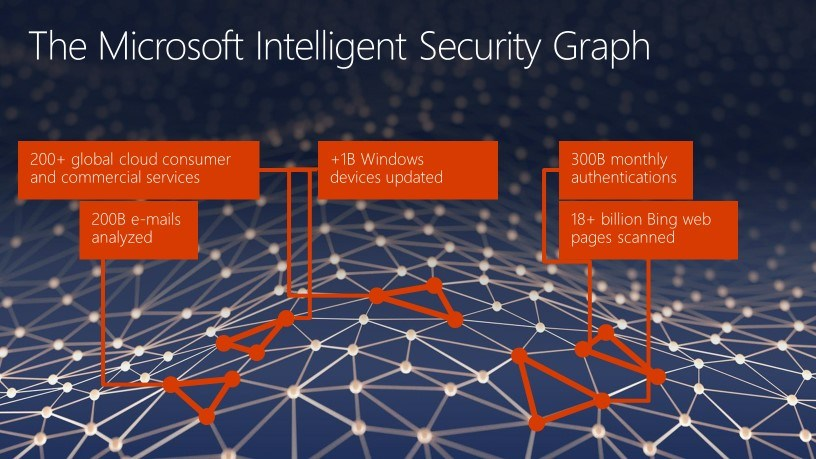 The Microsoft Intelligent Security Graph
200+ global cloud consumer
and commercial services
+1B Windows
devices updated
300B monthly
authentications
200B e-mails
analyzed
18+ billion Bing web
pages scanned